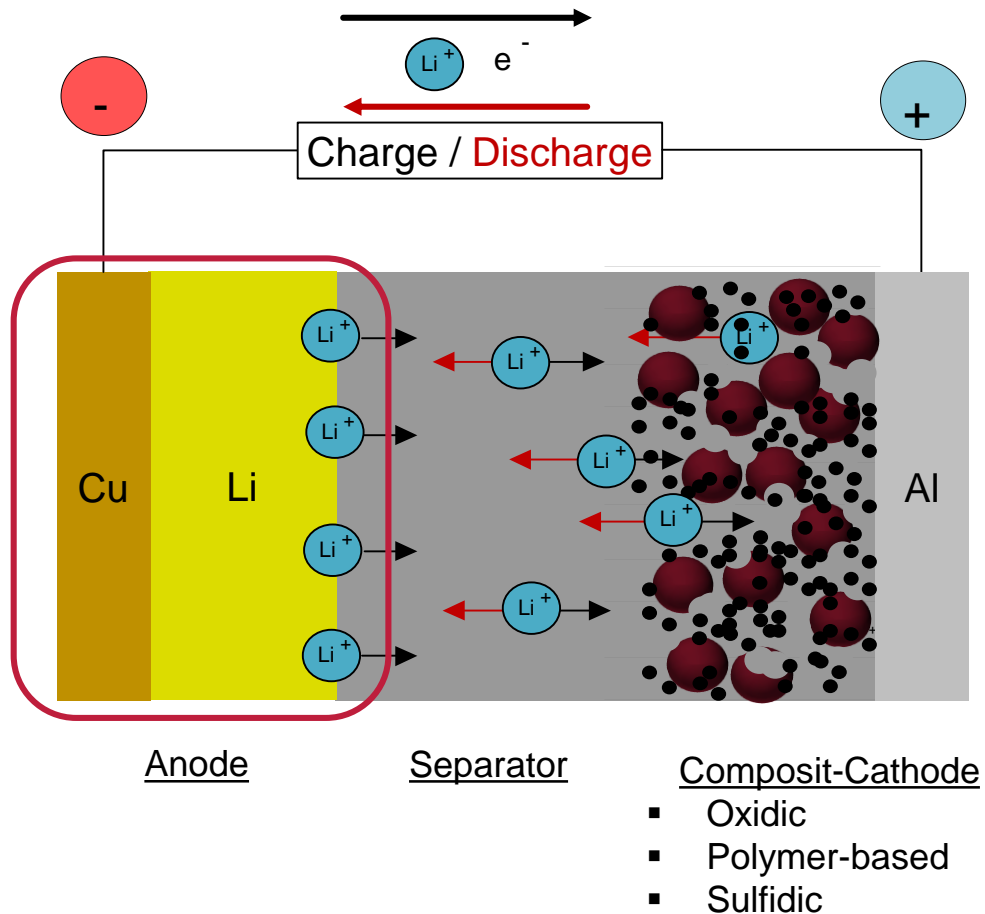 Li + e -
- +
Charge / Discharge
Li +
Li +
Li +
Li +
Li +
Cu Li Al
Li +
Li +
Li +
Li +
Li +
+
Anode Separator Composit-Cathode
▪ Oxidic
▪ Polymer-based
▪ Sulfidic